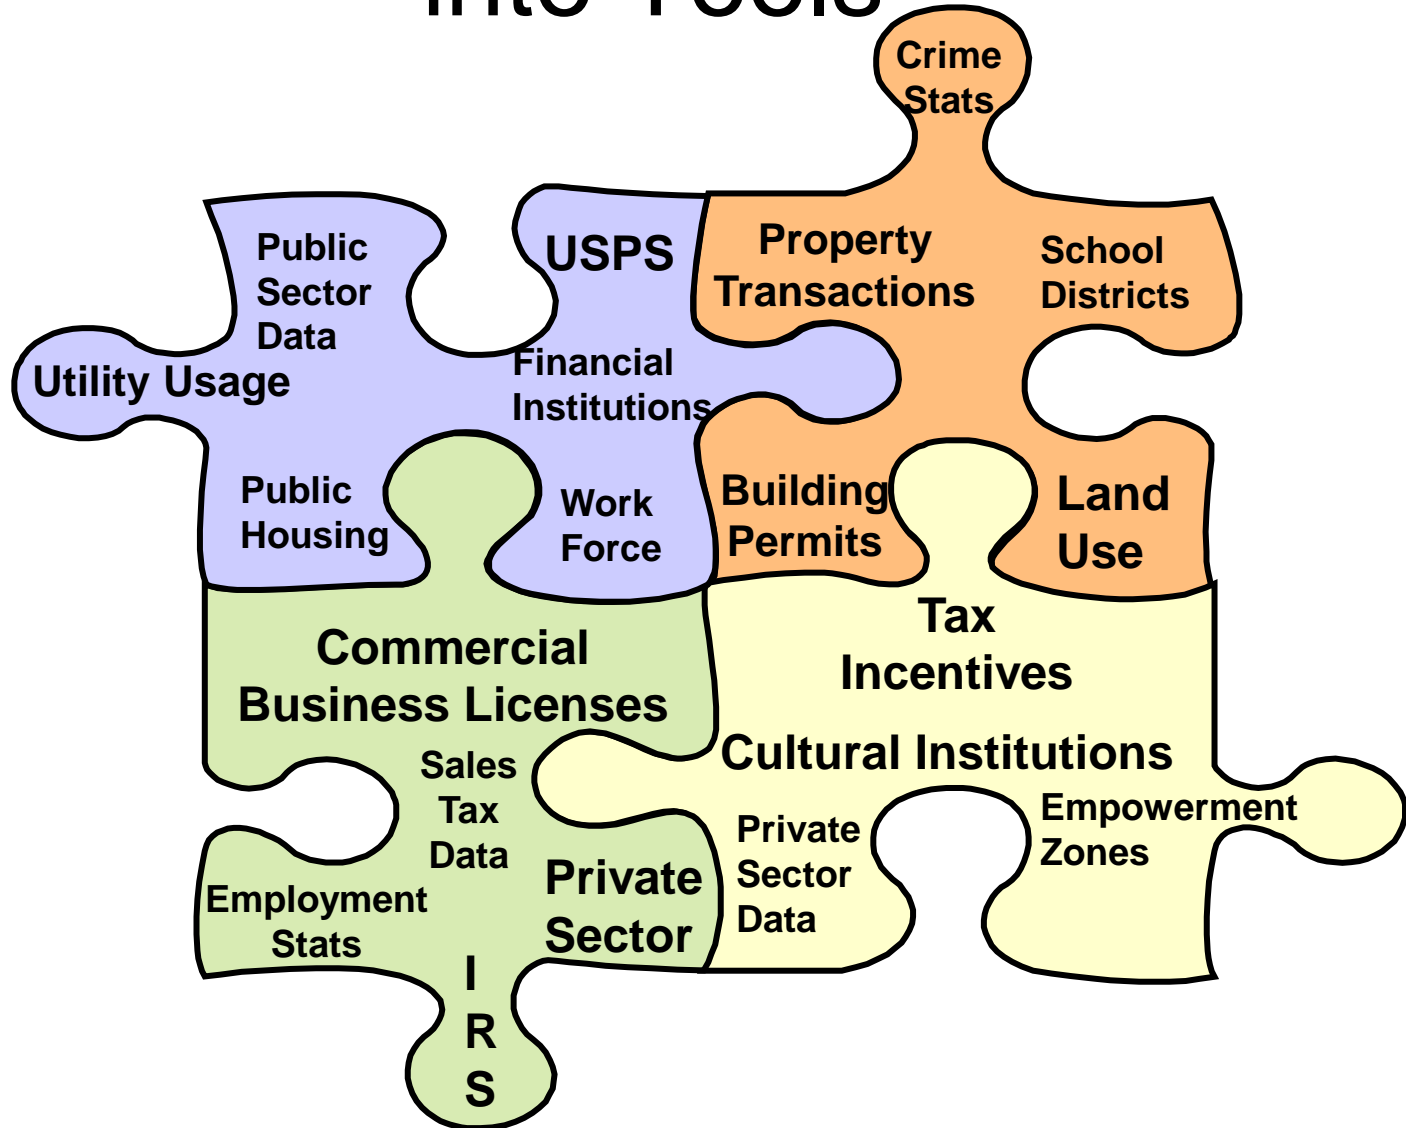 into Tools
Crime
Stats
Public
Sector
Data
USPS
Property
Transactions
School
Districts
Utility Usage
Financial
Institutions
Public
Housing
Work
Force
Building
Permits
Land
Use
Commercial
Business Licenses
Tax
Incentives
Sales
Tax
Data
Cultural Institutions
Private
Sector
Data
Empowerment
Zones
Employment
Stats
Private
Sector
I
R
S